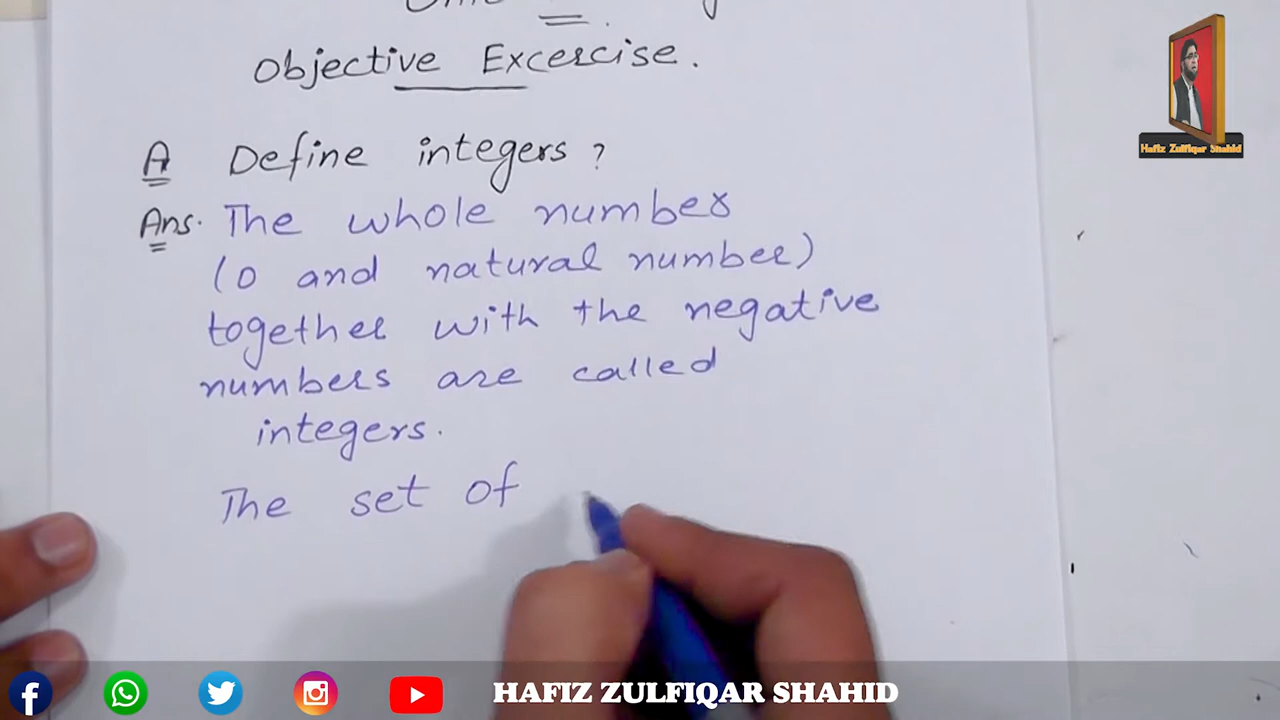 Objective Excercise.
A Define integers?
Ans. The whole number
(0 and natural number)
together with the negative
numbers are called
integers.
The set of
Hafiz Zulfiqar Shahid
HAFIZ ZULFIQAR SHAHID